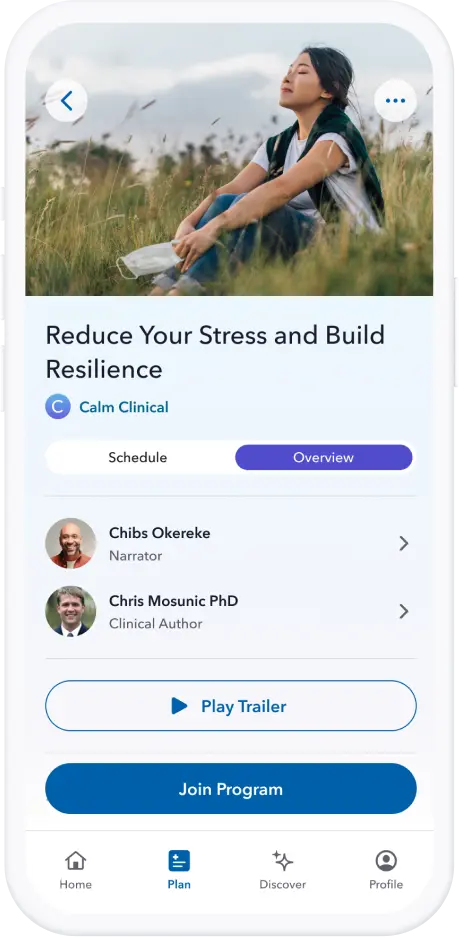 Reduce Your Stress and Build
Resilience
C Calm Clinical
Schedule Overview
Chibs Okereke
Narrator
Chris Mosunic PhD
Clinical Author
Play Trailer
Join Program
Home Plan Discover Profile